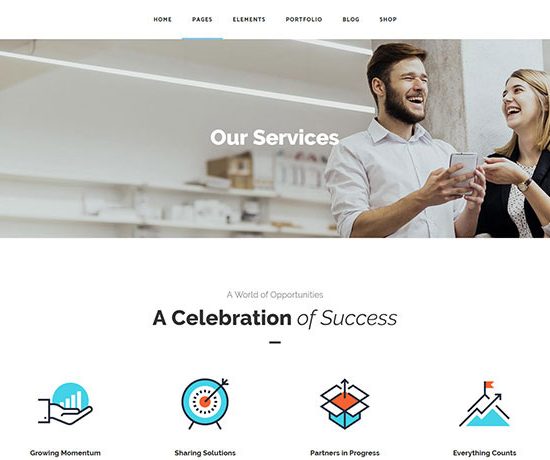 HOME PAGES ELEMENTS PORTFOLIO BLOG SHOP
Our Services
A World of Opportunities
A Celebration of Success
Growing Momentum Sharing Solutions Partners in Progress Everything Counts